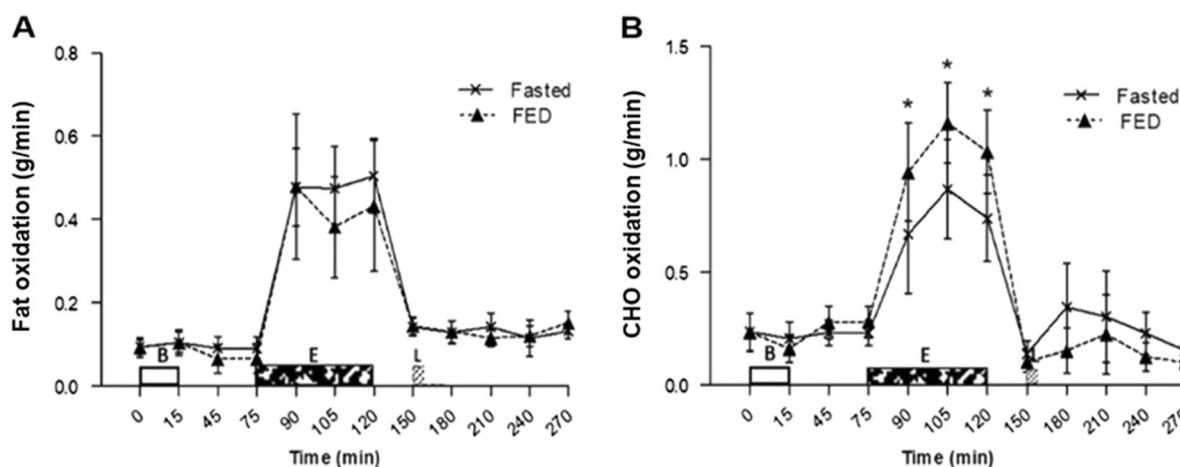 A
Fat oxidation (g/min)
0.8
0.6
0.4
0.2
0.0
Fasted
FED
B
E
L
0 15 45 75 90 105 120 150 180 210 240 270
Time (min)
B
CHO oxidation (g/min)
1.5
1.0
0.5
0.0
* * *
Fasted
FED
B
E
0 15 45 75 90 105 120 150 180 210 240 270
Time (min)